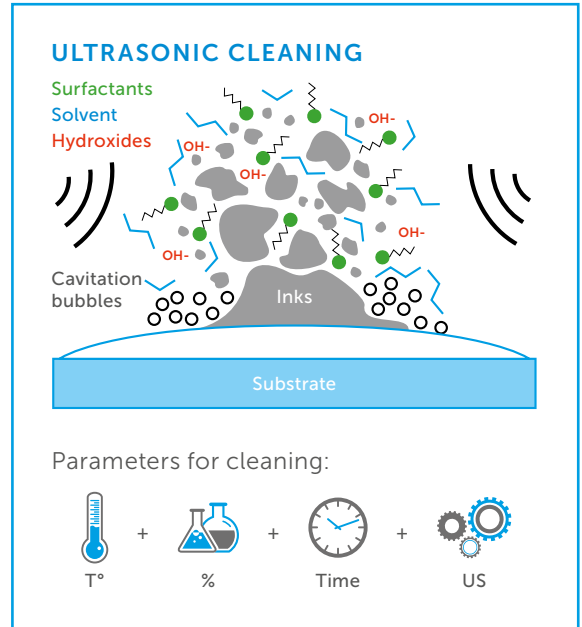 ULTRASONIC CLEANING
Surfactants
Solvent
Hydroxides
OH-
OH-
OH-
OH-
OH-
Cavitation
bubbles
Inks
Substrate
Parameters for cleaning:
+ + +
T° % Time US